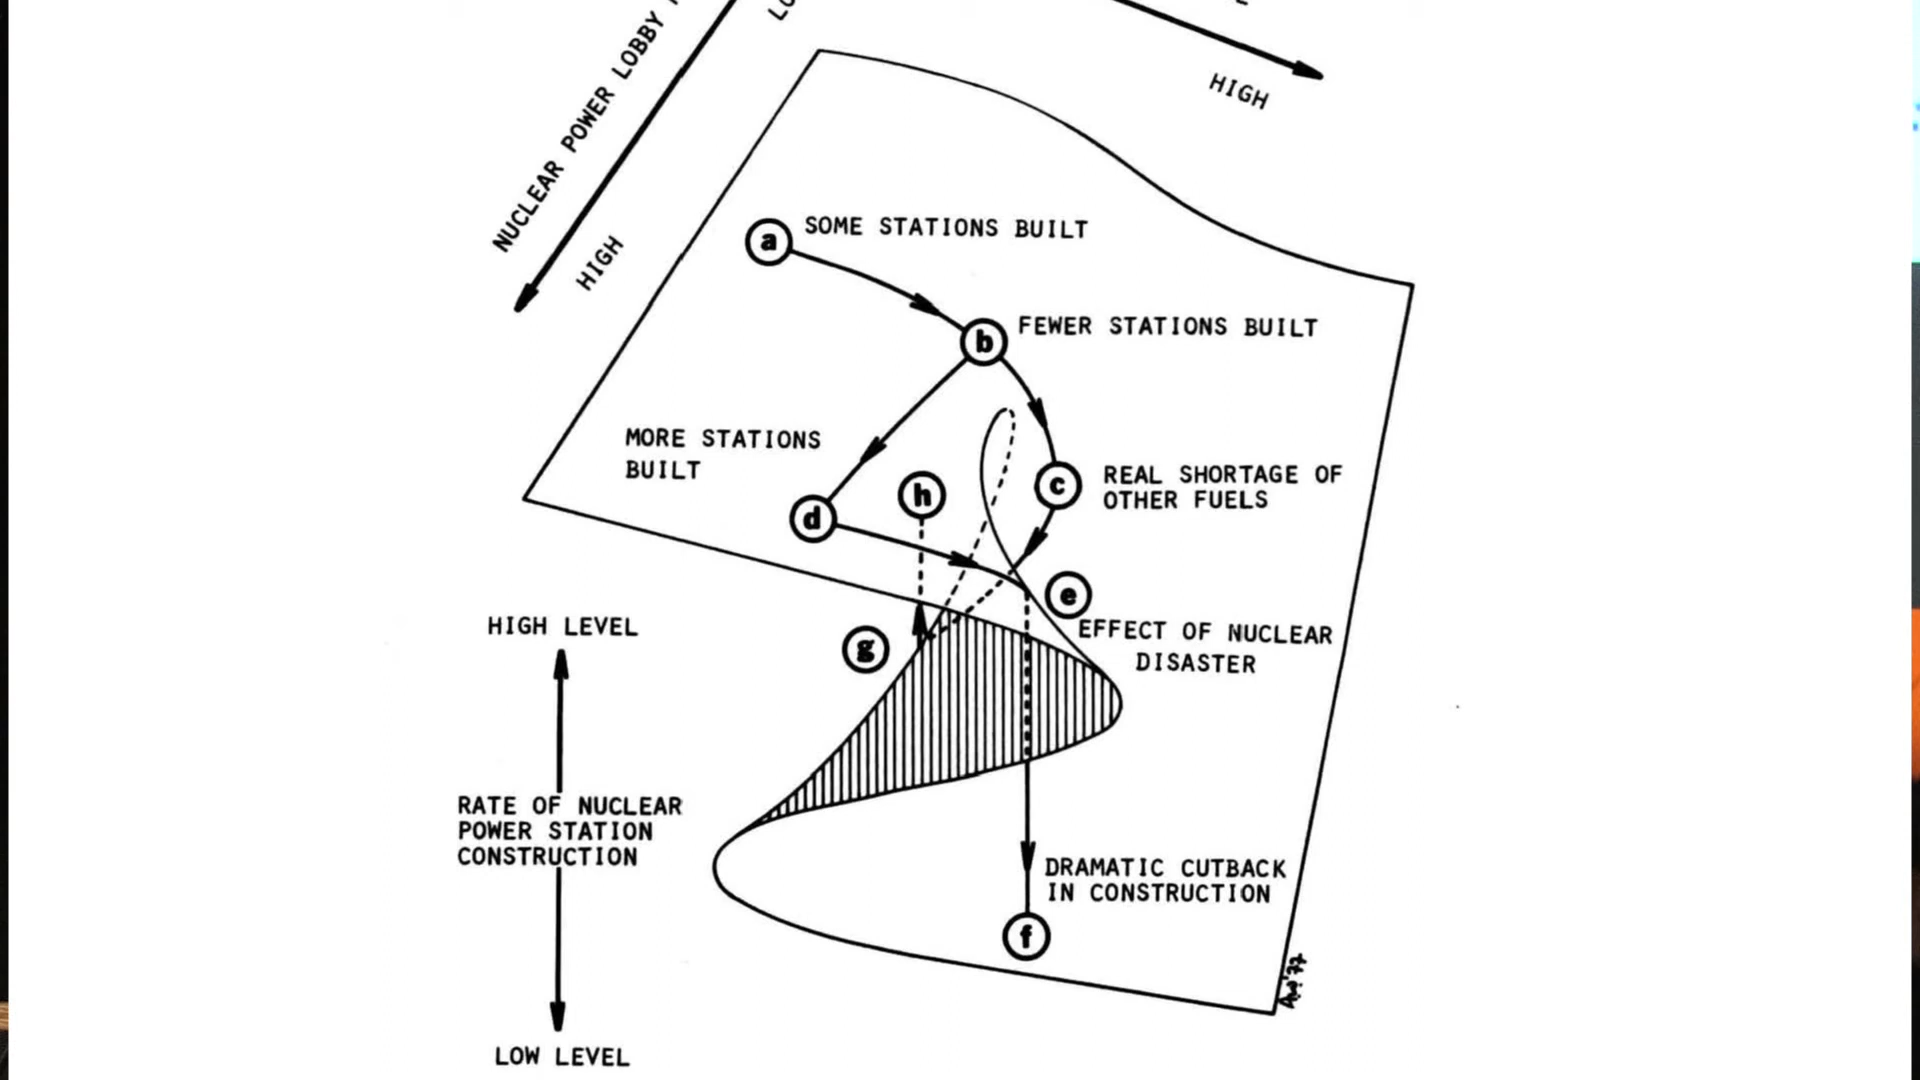 NUCLEAR POWER LOBBY
HIGH
HIGH
a
SOME STATIONS BUILT
b
FEWER STATIONS BUILT
MORE STATIONS
BUILT
h
c
REAL SHORTAGE OF
OTHER FUELS
d
e
EFFECT OF NUCLEAR
DISASTER
g
HIGH LEVEL
RATE OF NUCLEAR
POWER STATION
CONSTRUCTION
DRAMATIC CUTBACK
IN CONSTRUCTION
f
LOW LEVEL